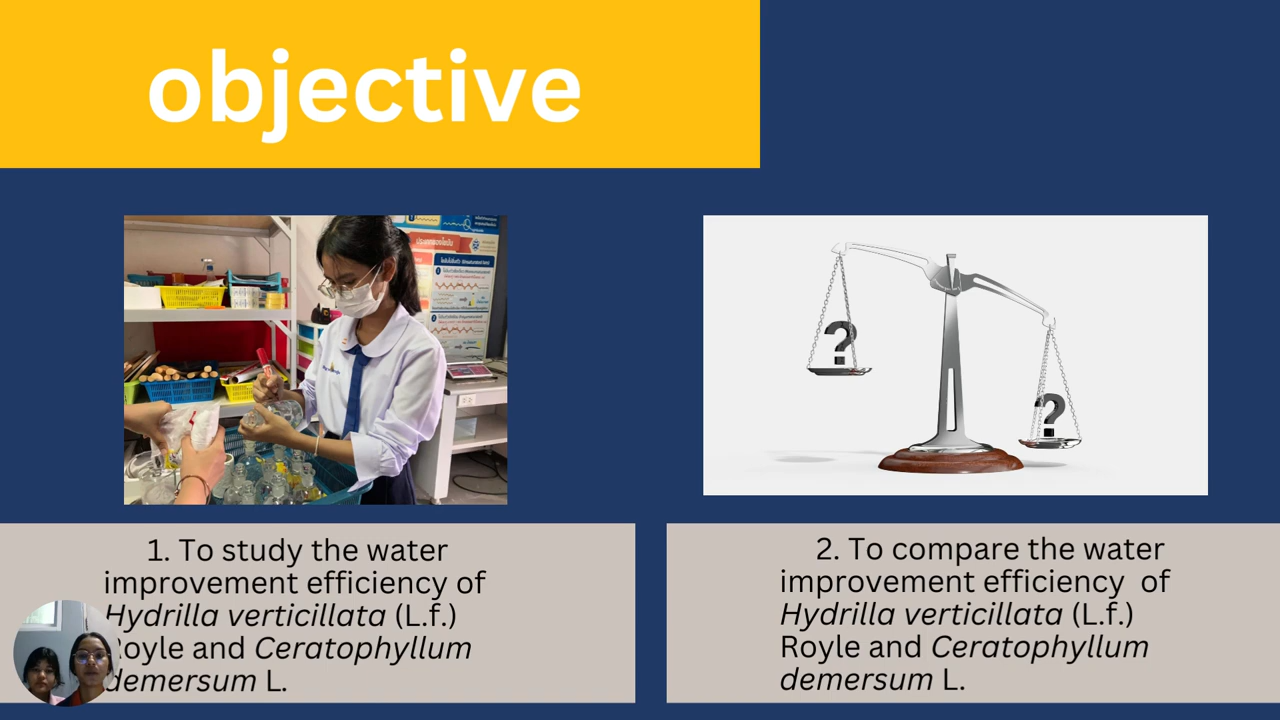 objective
1. To study the water
improvement efficiency of
Hydrilla verticillata (L.f.)
Royle and Ceratophyllum
demersum L.
2. To compare the water
improvement efficiency of
Hydrilla verticillata (L.f.)
Royle and Ceratophyllum
demersum L.
?
?